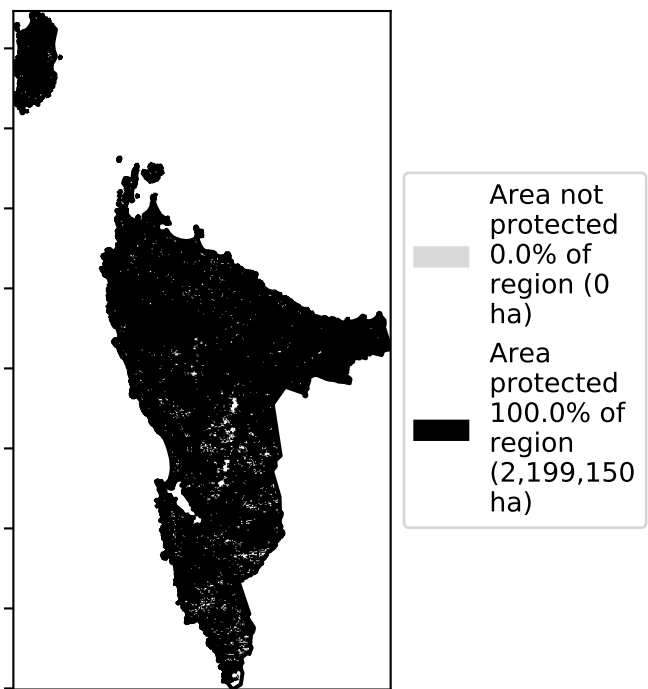 Area not
protected
0.0% of
region (0
ha)
Area
protected
100.0% of
region
(2,199,150
ha)